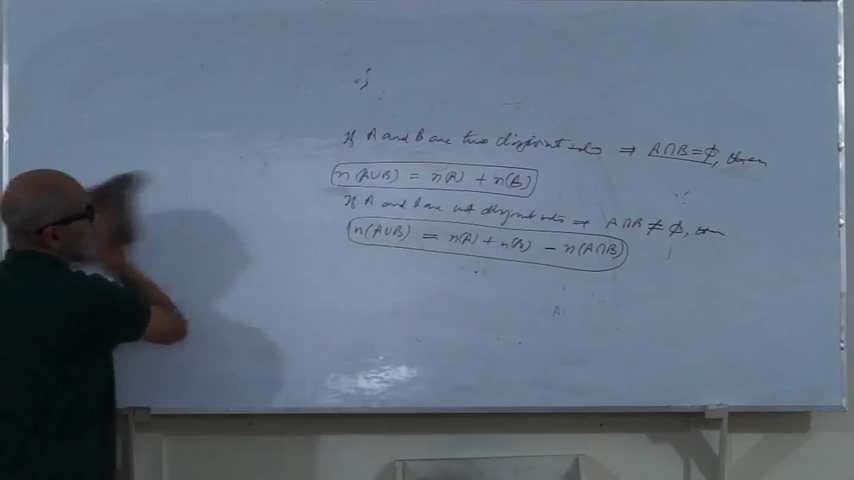 If A and B are two disjoint sets ⇒ A∩B = ϕ, then
n(A∪B) = n(A) + n(B)
If A and B are not disjoint sets ⇒ A∩B ≠ ϕ, then
n(A∪B) = n(A) + n(B) − n(A∩B)